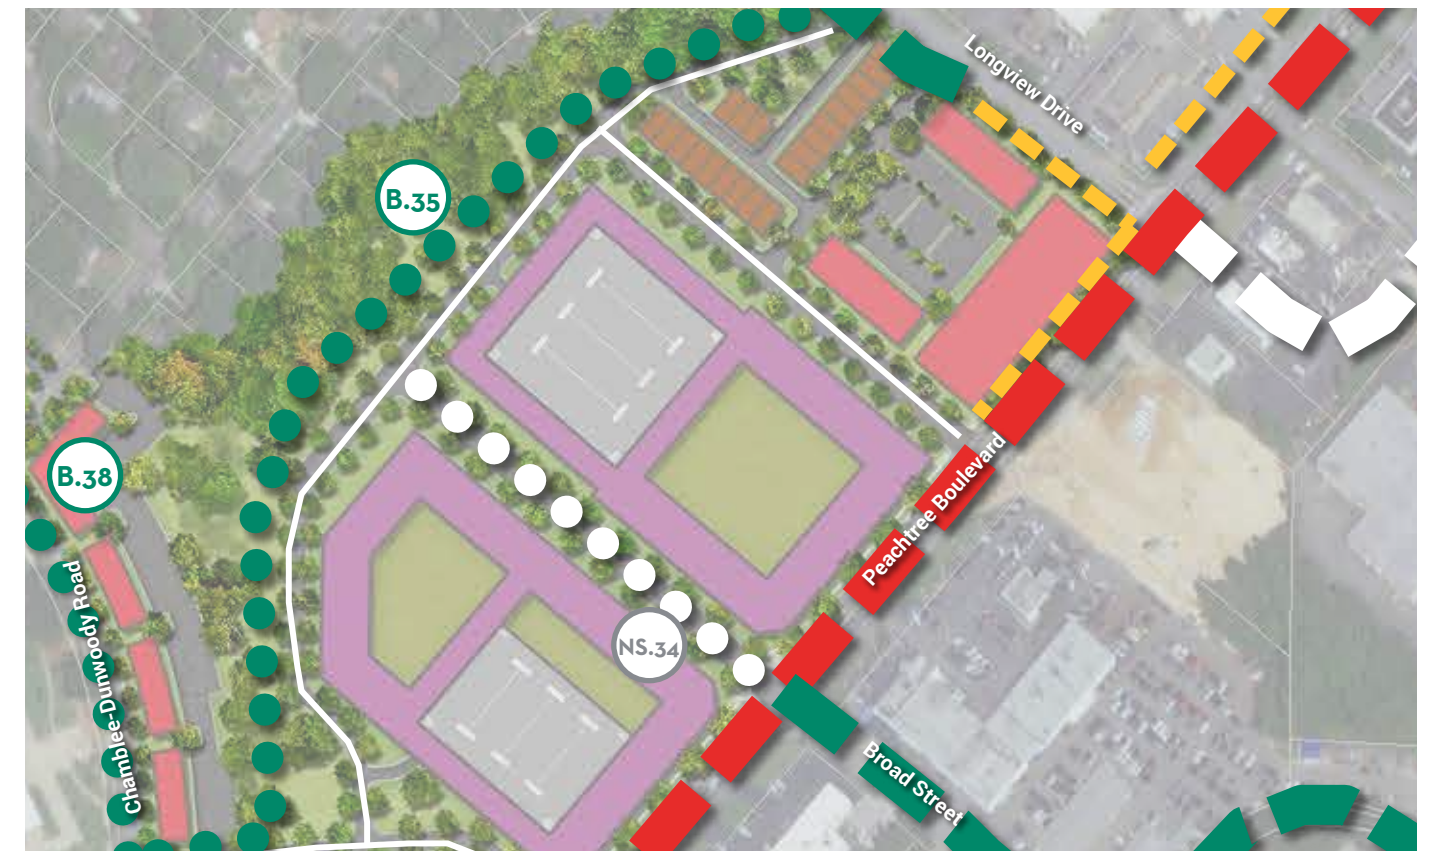 Longview Drive
B.35
B.38
Peachtree Boulevard
Chamblee-Dunwoody Road
NS.34
Broad Street